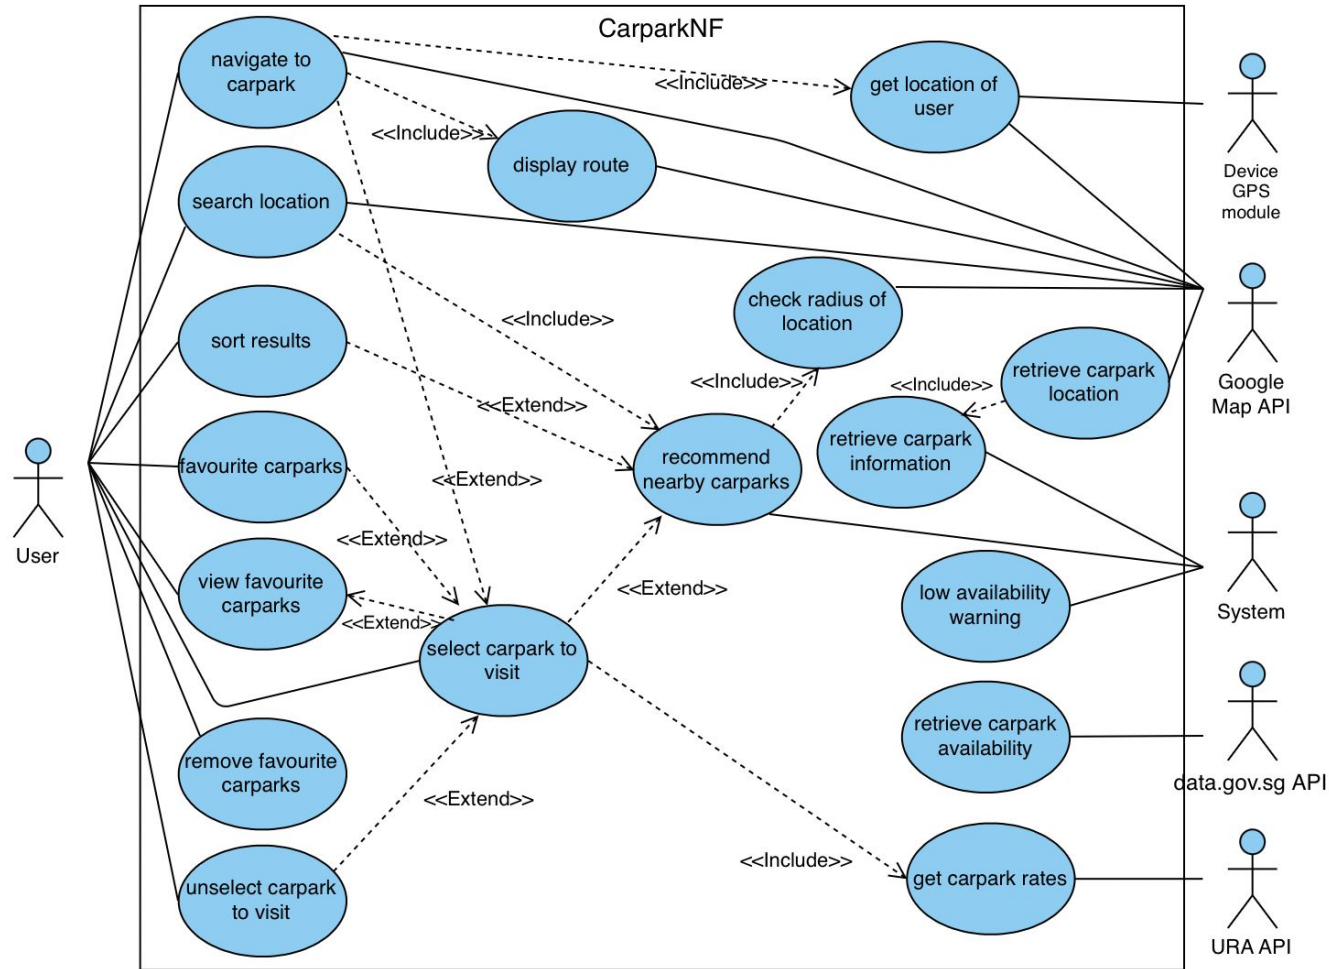 CarparkNF
navigate to
carpark
<<Include>>
get location of
user
<<Include>>
display route
Device
GPS
module
search location
check radius of
location
<<Include>>
sort results
<<Include>>
<<Include>>
retrieve carpark
location
Google
Map API
<<Extend>>
favourite carparks
recommend
nearby carparks
retrieve carpark
information
<<Extend>>
User
<<Extend>>
view favourite
carparks
<<Extend>>
<<Extend>>
low availability
warning
System
select carpark to
visit
retrieve carpark
availability
remove favourite
carparks
data.gov.sg API
<<Extend>>
<<Include>>
get carpark rates
unselect carpark
to visit
URA API